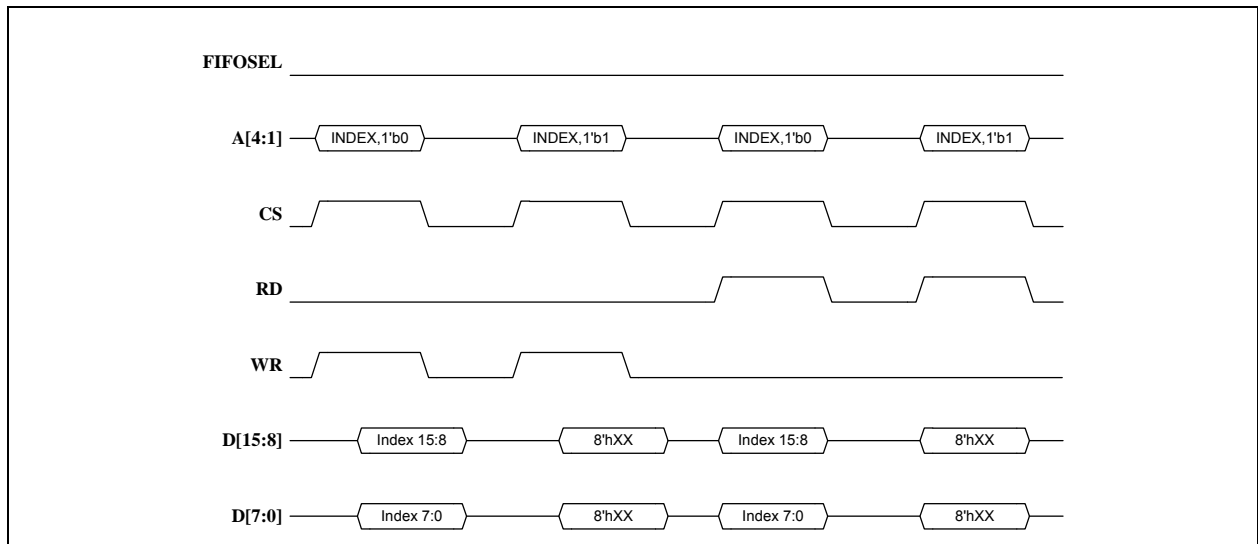 FIFOSEL
A[4:1] INDEX,1'b0 INDEX,1'b1 INDEX,1'b0 INDEX,1'b1
CS
RD
WR
D[15:8] Index 15:8 8'hXX Index 15:8 8'hXX
D[7:0] Index 7:0 8'hXX Index 7:0 8'hXX